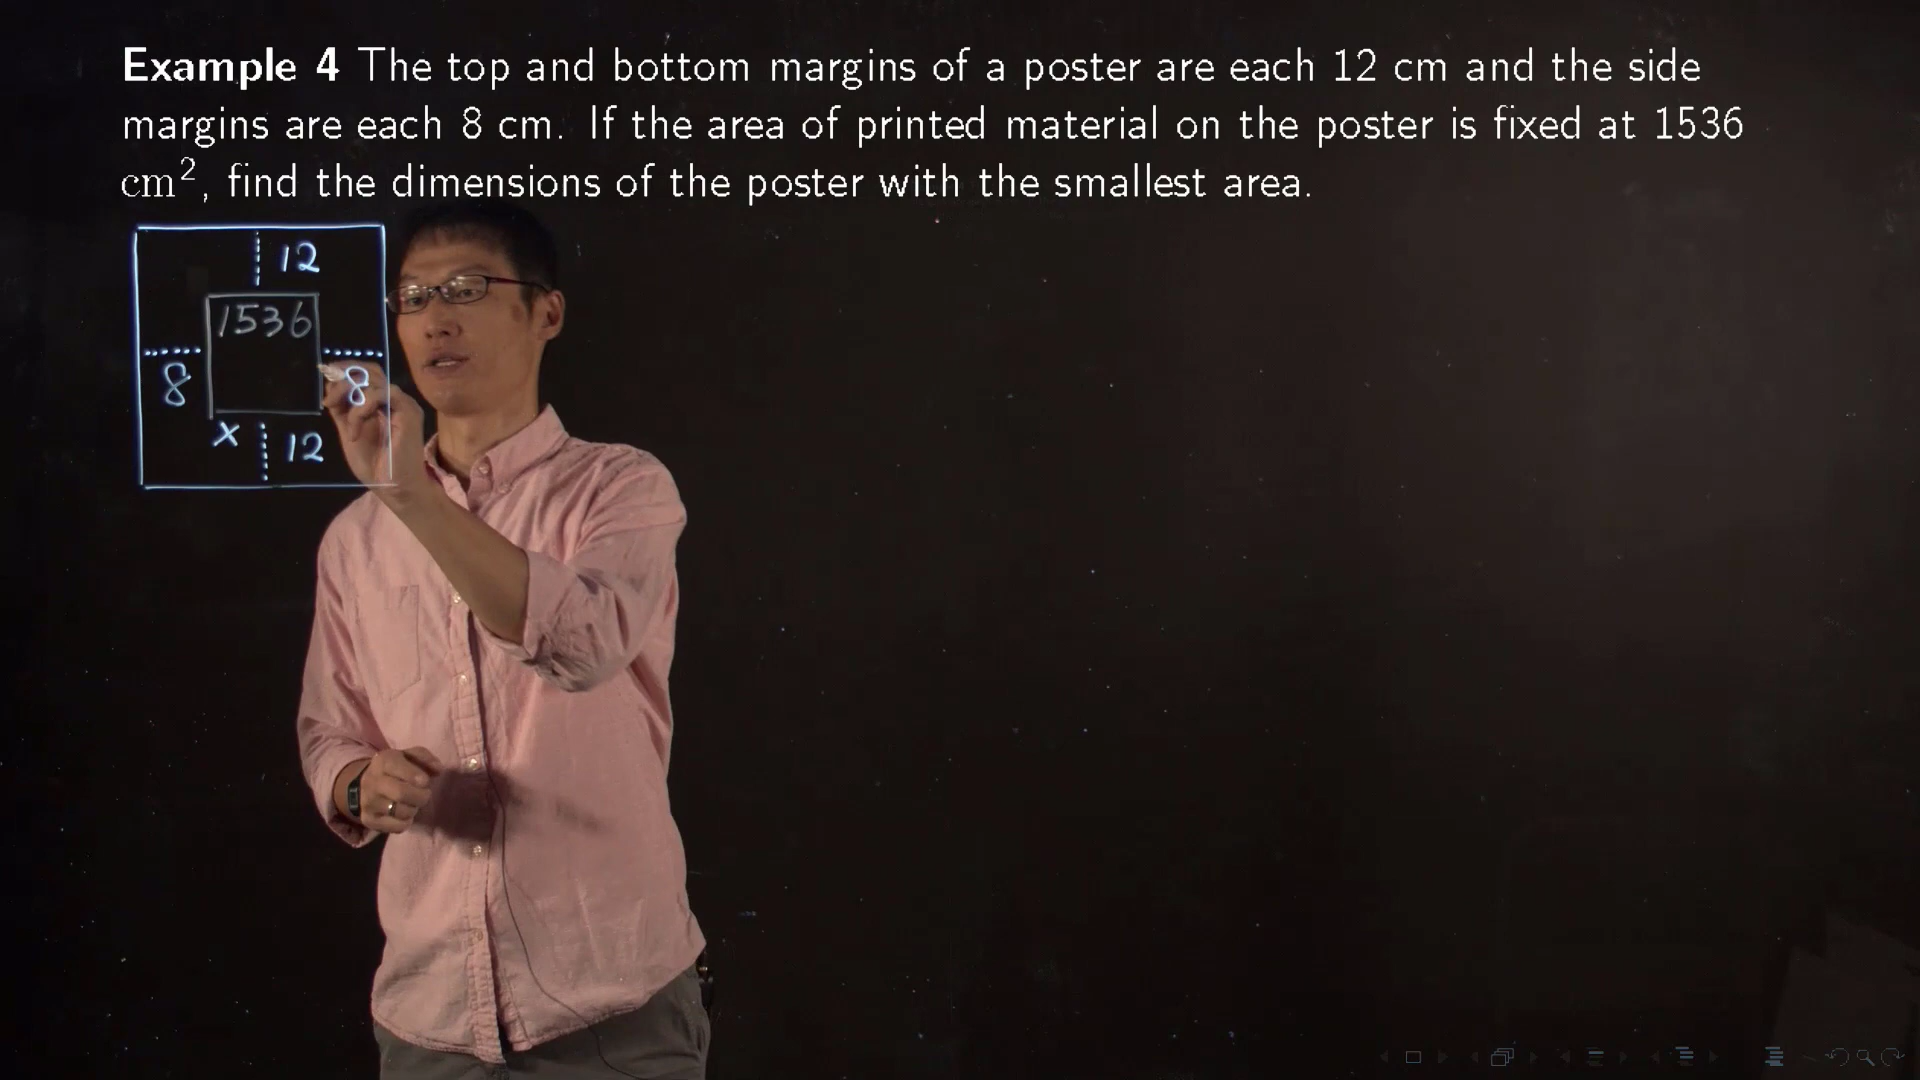 Example 4 The top and bottom margins of a poster are each 12 cm and the side
margins are each 8 cm. If the area of printed material on the poster is fixed at 1536
cm², find the dimensions of the poster with the smallest area.
12
1536
8 8
x 12